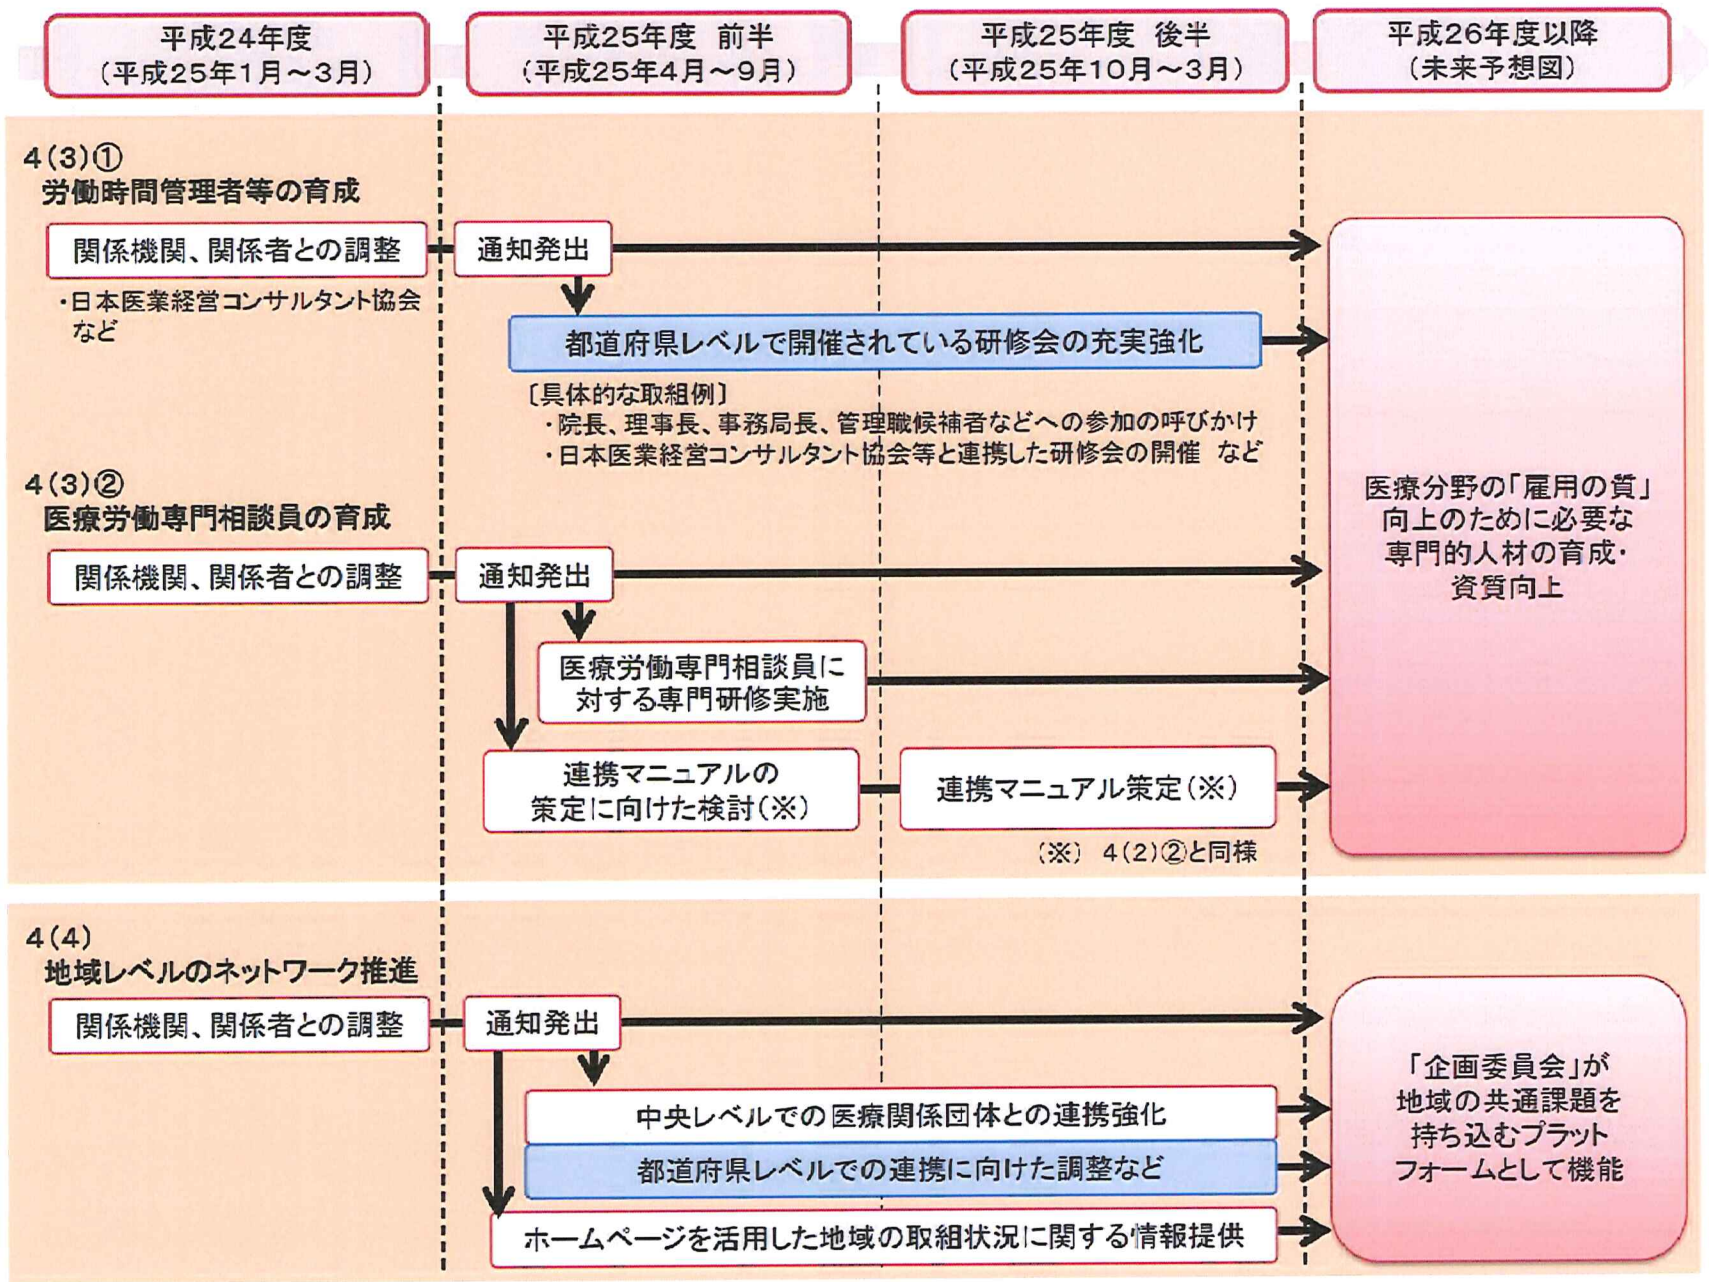 平成24年度
(平成25年1月～3月)
平成25年度 前半
(平成25年4月～9月)
平成25年度 後半
(平成25年10月～3月)
平成26年度以降
(未来予想図)
4(3)①
労働時間管理者等の育成
関係機関、関係者との調整
通知発出
・日本医業経営コンサルタント協会
など
都道府県レベルで開催されている研修会の充実強化
〔具体的な取組例〕
・院長、理事長、事務局長、管理職候補者などへの参加の呼びかけ
・日本医業経営コンサルタント協会等と連携した研修会の開催 など
4(3)②
医療労働専門相談員の育成
関係機関、関係者との調整
通知発出
医療労働専門相談員に
対する専門研修実施
連携マニュアルの
策定に向けた検討(※)
連携マニュアル策定(※)
(※) 4(2)②と同様
医療分野の「雇用の質」
向上のために必要な
専門的人材の育成・
資質向上
4(4)
地域レベルのネットワーク推進
関係機関、関係者との調整
通知発出
中央レベルでの医療関係団体との連携強化
都道府県レベルでの連携に向けた調整など
ホームページを活用した地域の取組状況に関する情報提供
「企画委員会」が
地域の共通課題を
持ち込むプラット
フォームとして機能